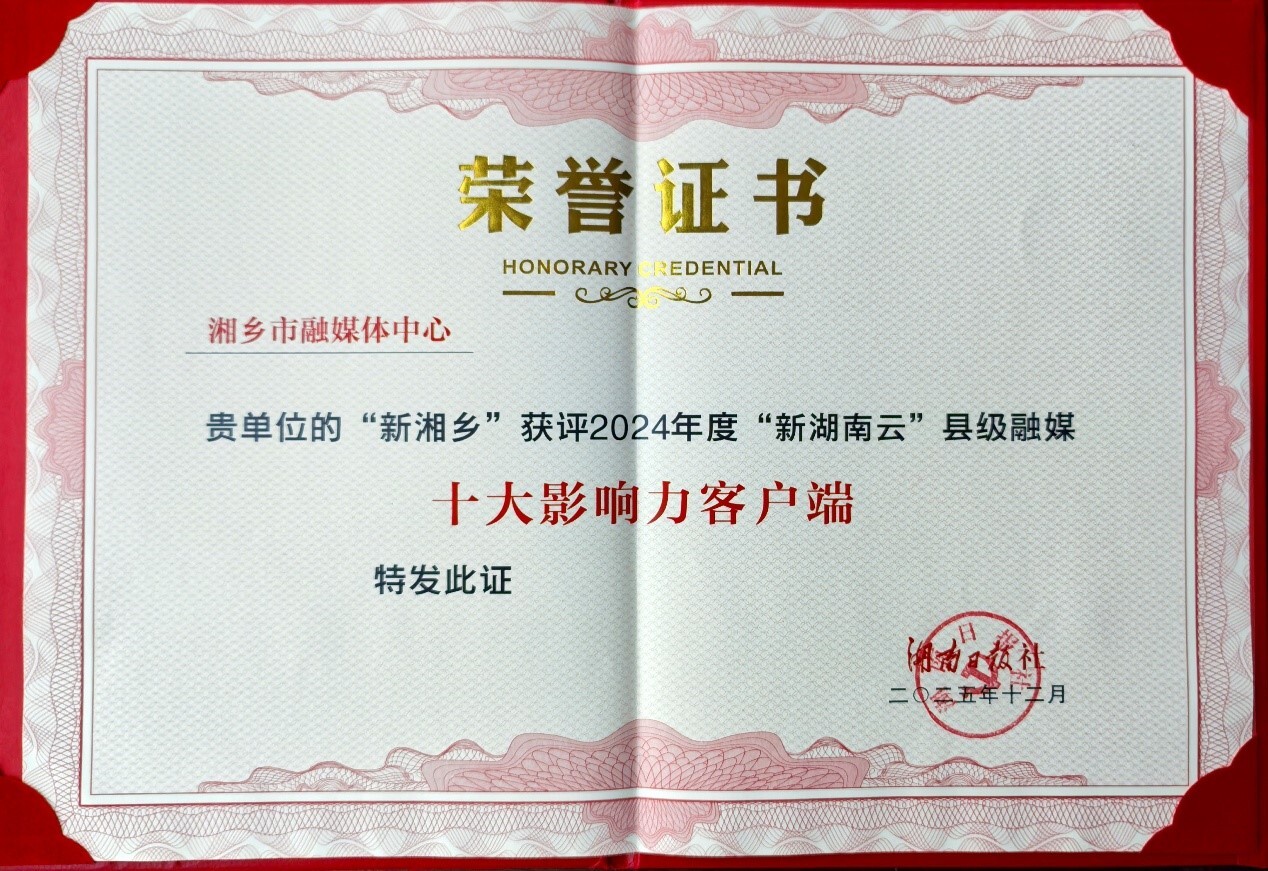 荣誉证书
HONORARY CREDENTIAL
湘乡市融媒体中心
贵单位的“新湘乡”获评2024年度“新湖南云”县级融媒
十大影响力客户端
特发此证
湖南日报社
二〇二五年十二月